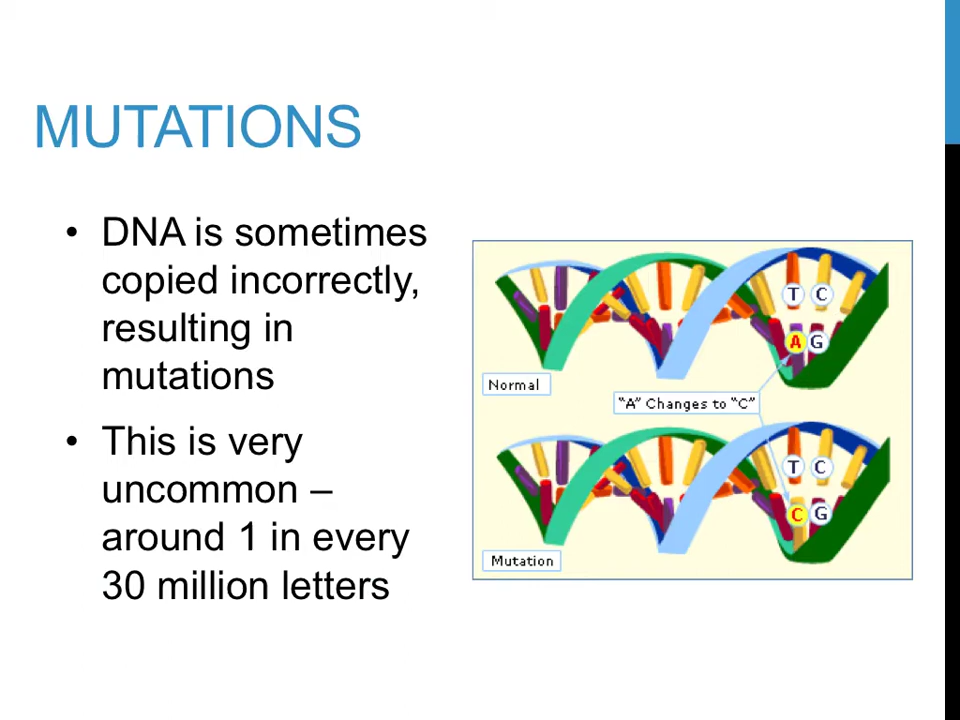 MUTATIONS
• DNA is sometimes
copied incorrectly,
resulting in
mutations
• This is very
uncommon –
around 1 in every
30 million letters
T C
A G
Normal
“A” Changes to “C”
T C
C G
Mutation